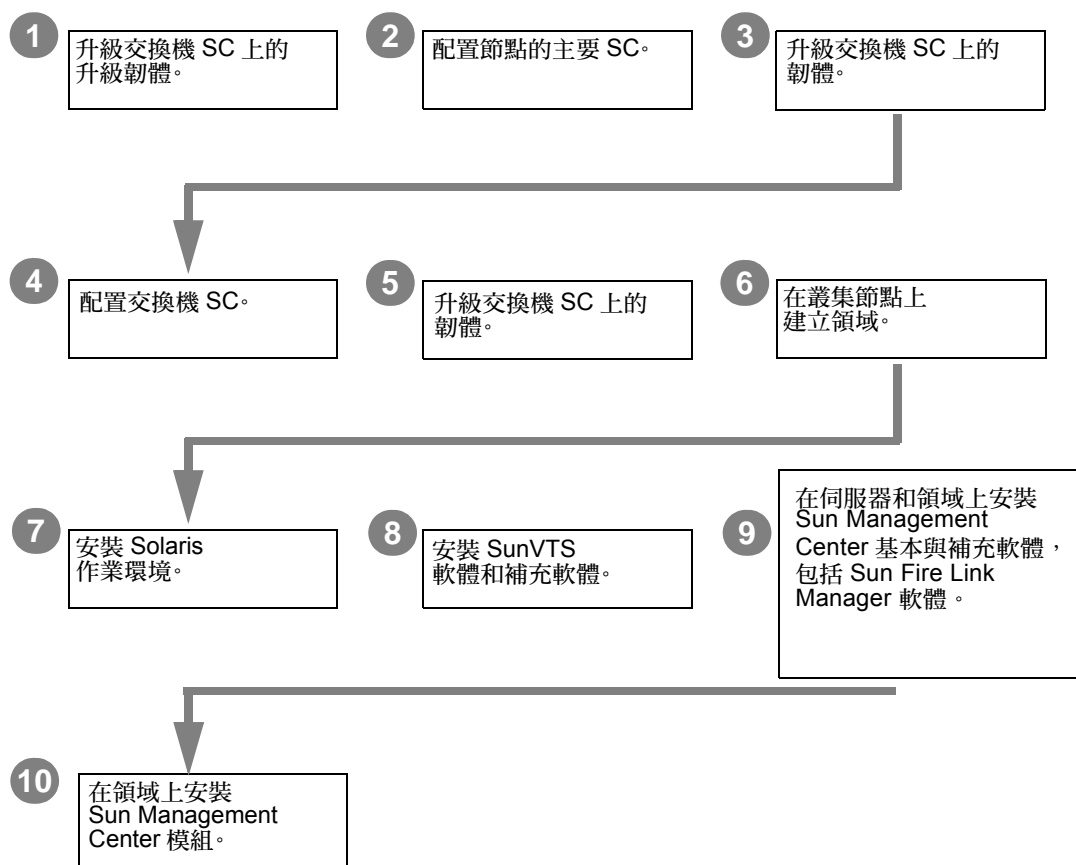 1
升級交換機 SC 上的
升級韌體。
2
配置節點的主要 SC。
3
升級交換機 SC 上的
韌體。
4
配置交換機 SC。
5
升級交換機 SC 上的
韌體。
6
在叢集節點上
建立領域。
7
安裝 Solaris
作業環境。
8
安裝 SunVTS
軟體和補充軟體。
9
在伺服器和領域上安裝
Sun Management
Center 基本與補充軟體，
包括 Sun Fire Link
Manager 軟體。
10
在領域上安裝
Sun Management
Center 模組。